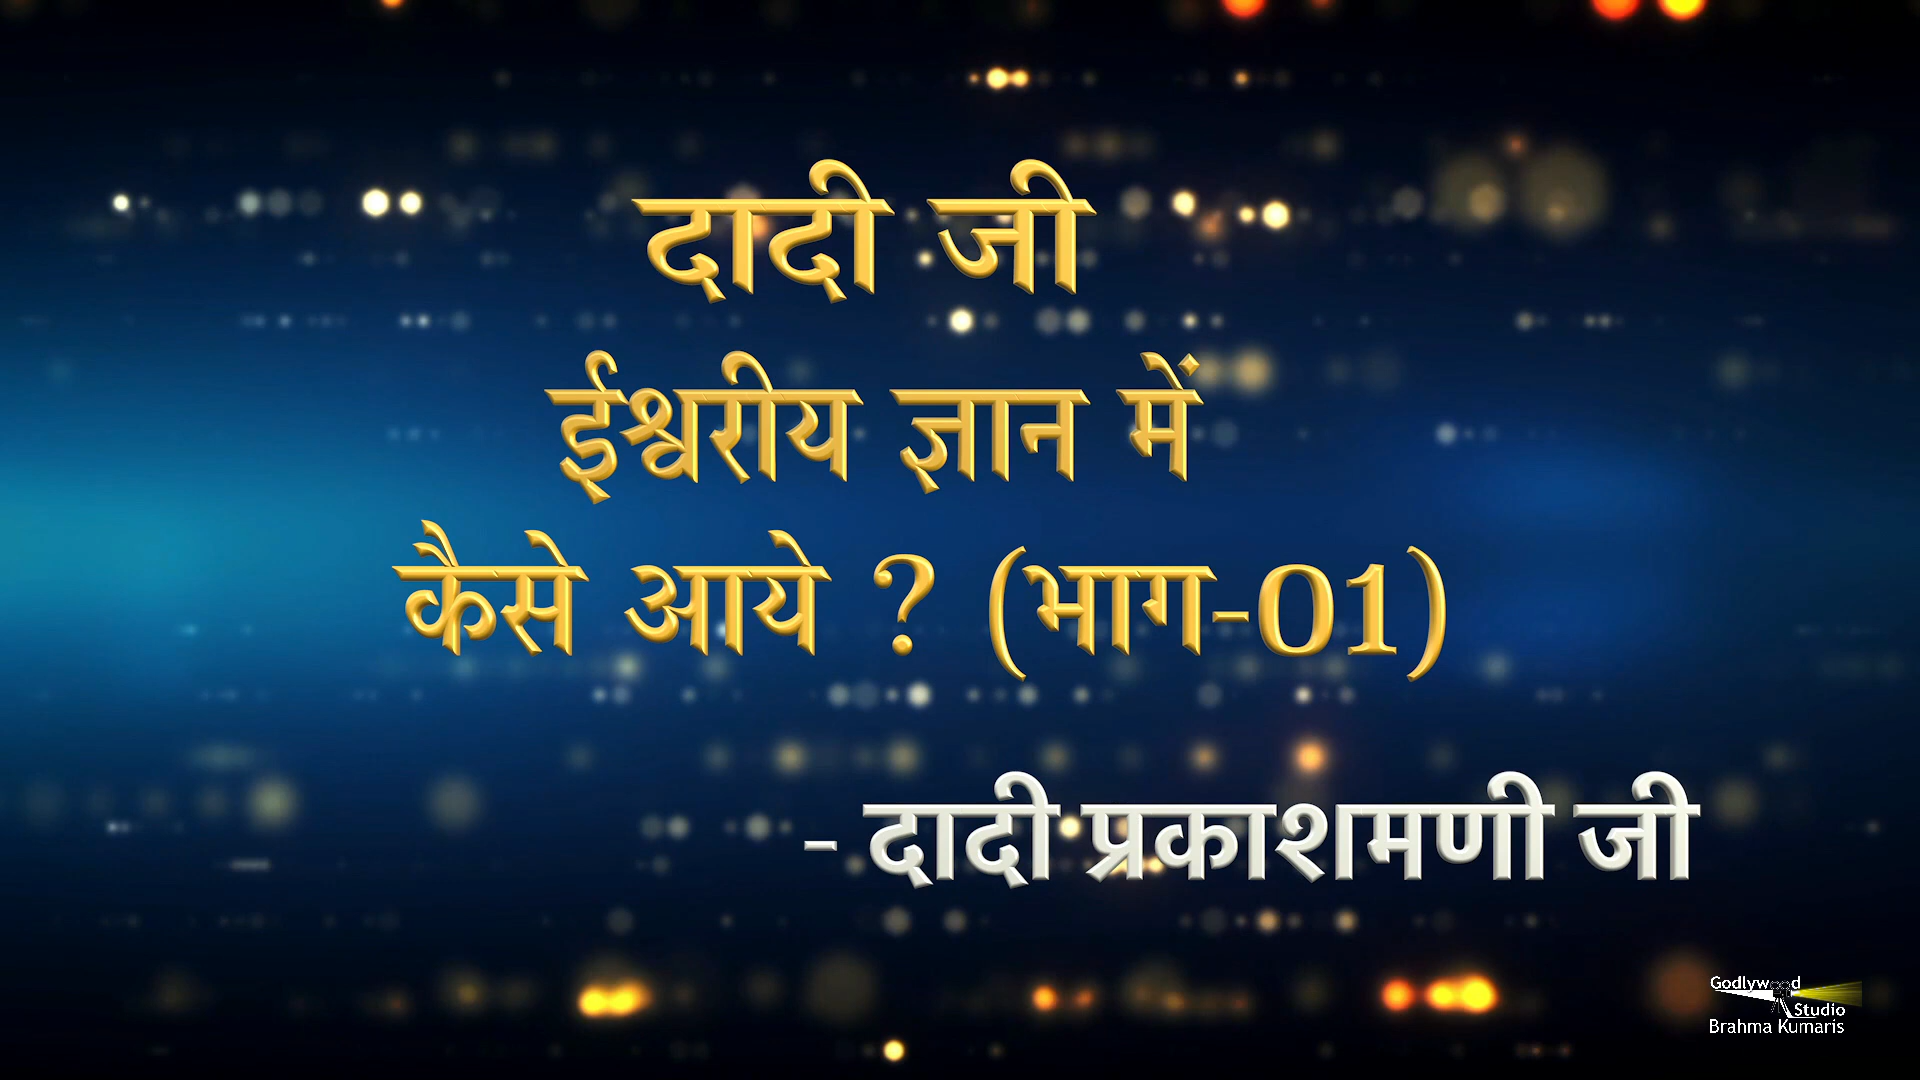 दादी जी
ईश्वरीय ज्ञान में
कैसे आये ? (भाग-01)
- दादी प्रकाशमणी जी
Godlywood
Studio
Brahma Kumaris